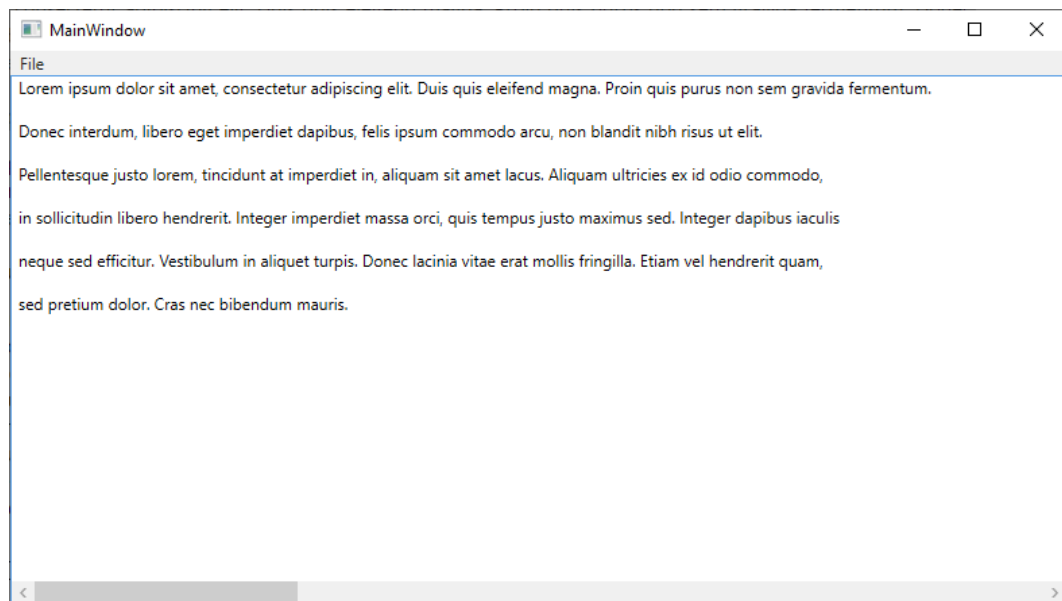 MainWindow
File
Lorem ipsum dolor sit amet, consectetur adipiscing elit. Duis quis eleifend magna. Proin quis purus non sem gravida fermentum.
Donec interdum, libero eget imperdiet dapibus, felis ipsum commodo arcu, non blandit nibh risus ut elit.
Pellentesque justo lorem, tincidunt at imperdiet in, aliquam sit amet lacus. Aliquam ultricies ex id odio commodo,
in sollicitudin libero hendrerit. Integer imperdiet massa orci, quis tempus justo maximus sed. Integer dapibus iaculis
neque sed efficitur. Vestibulum in aliquet turpis. Donec lacinia vitae erat mollis fringilla. Etiam vel hendrerit quam,
sed pretium dolor. Cras nec bibendum mauris.